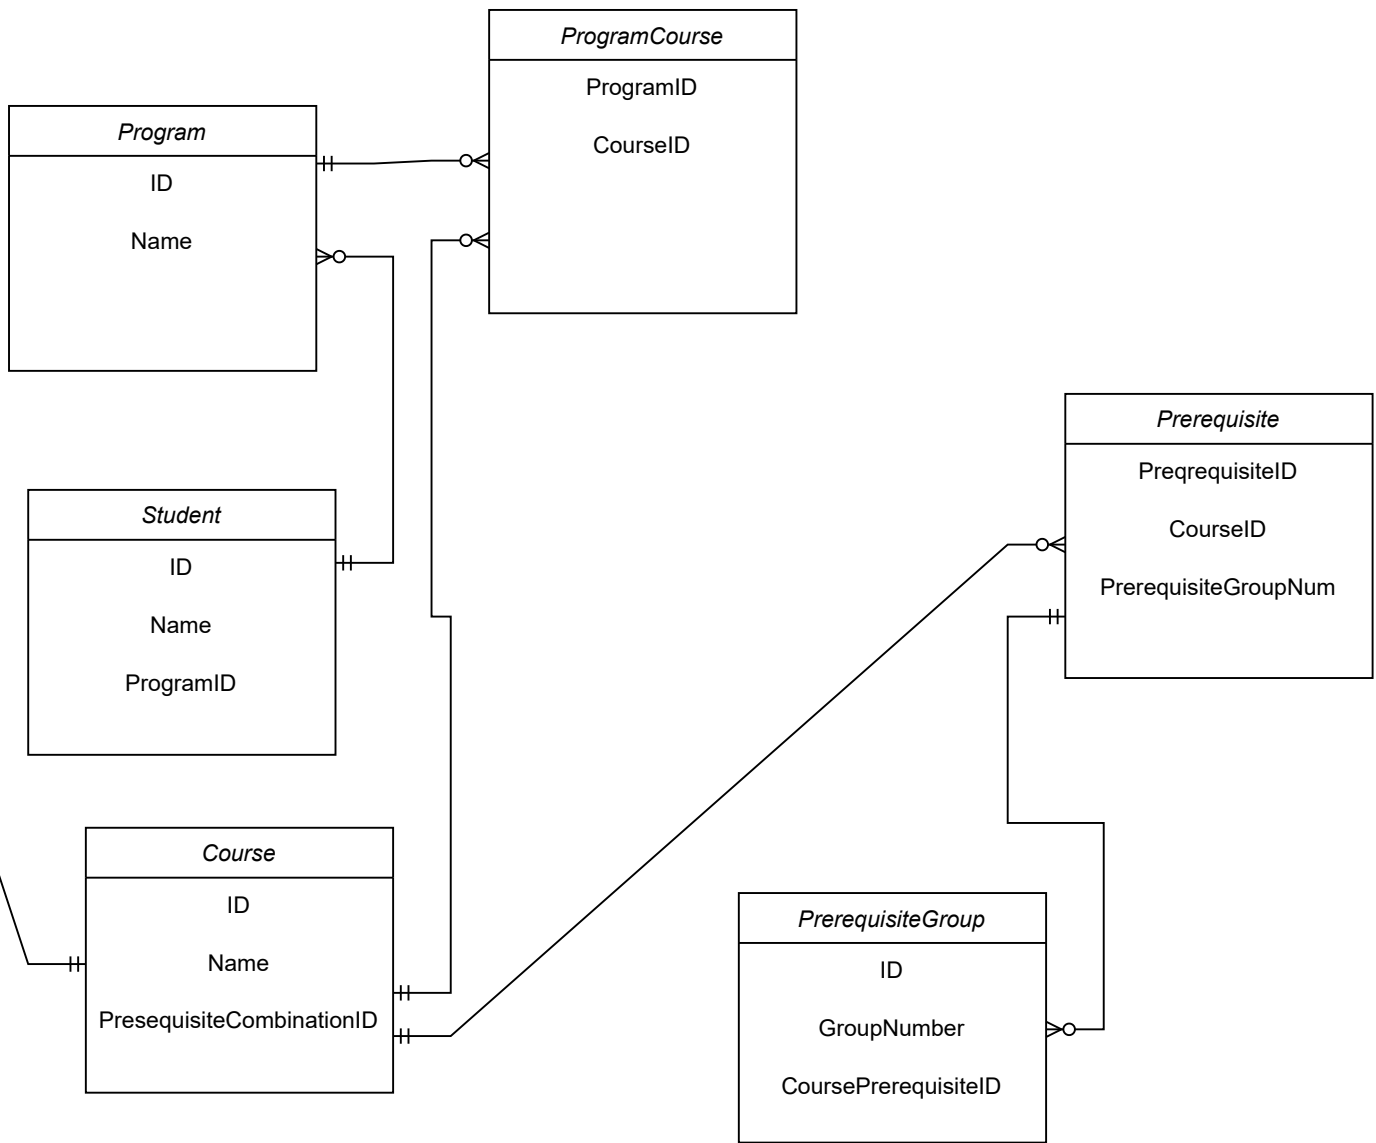 ProgramCourse
ProgramID
CourseID
Program
ID
Name
Prerequisite
PreqrequisiteID
CourseID
PrerequisiteGroupNum
Student
ID
Name
ProgramID
Course
ID
Name
PresequisiteCombinationID
PrerequisiteGroup
ID
GroupNumber
CoursePrerequisiteID